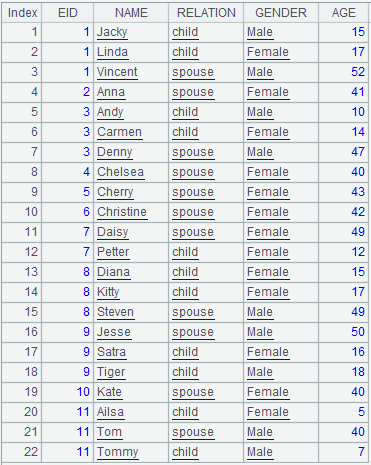 Index EID NAME RELATION GENDER AGE
1 1 Jacky child Male 15
2 1 Linda child Female 17
3 1 Vincent spouse Male 52
4 2 Anna spouse Female 41
5 3 Andy child Male 10
6 3 Carmen child Female 14
7 3 Denny spouse Male 47
8 4 Chelsea spouse Female 40
9 5 Cherry spouse Female 43
10 6 Christine spouse Female 42
11 7 Daisy spouse Female 49
12 7 Petter child Female 12
13 8 Diana child Female 15
14 8 Kitty child Female 17
15 8 Steven spouse Male 49
16 9 Jesse spouse Male 50
17 9 Satra child Female 16
18 9 Tiger child Male 18
19 10 Kate spouse Female 40
20 11 Ailsa child Female 5
21 11 Tom spouse Male 40
22 11 Tommy child Male 7